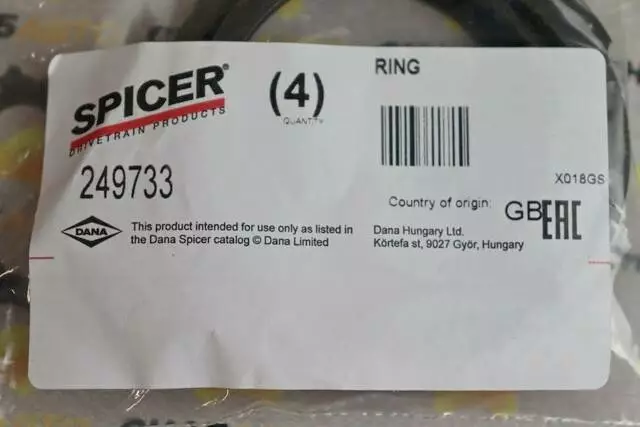 SPICER®
DRIVETRAIN PRODUCTS
(4)
QUANTITY
RING
249733
X018GS
Country of origin: GB
EAC
DANA
This product intended for use only as listed in
the Dana Spicer catalog © Dana Limited
Dana Hungary Ltd.
Körtefa st, 9027 Györ, Hungary